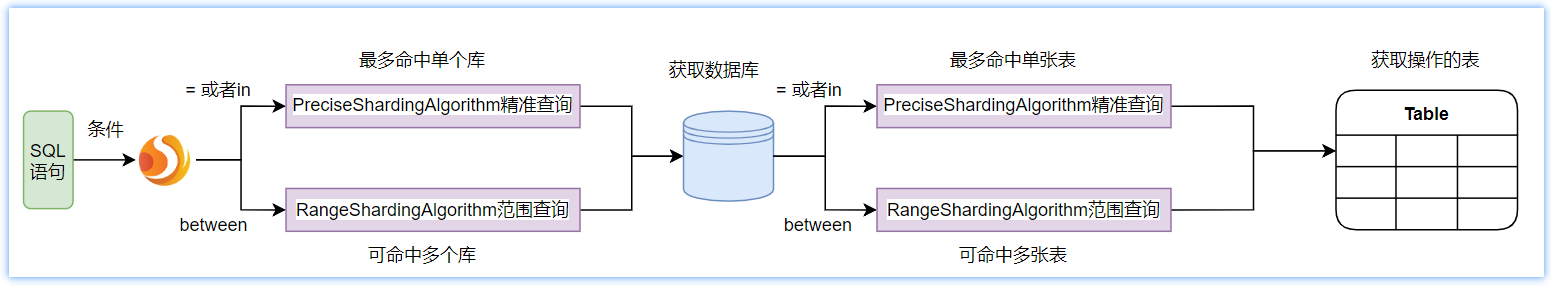 SQL
语句
条件
= 或者in
between
最多命中单个库
PreciseShardingAlgorithm精准查询
RangeShardingAlgorithm范围查询
可命中多个库
获取数据库
= 或者in
between
最多命中单张表
PreciseShardingAlgorithm精准查询
RangeShardingAlgorithm范围查询
可命中多张表
获取操作的表
Table